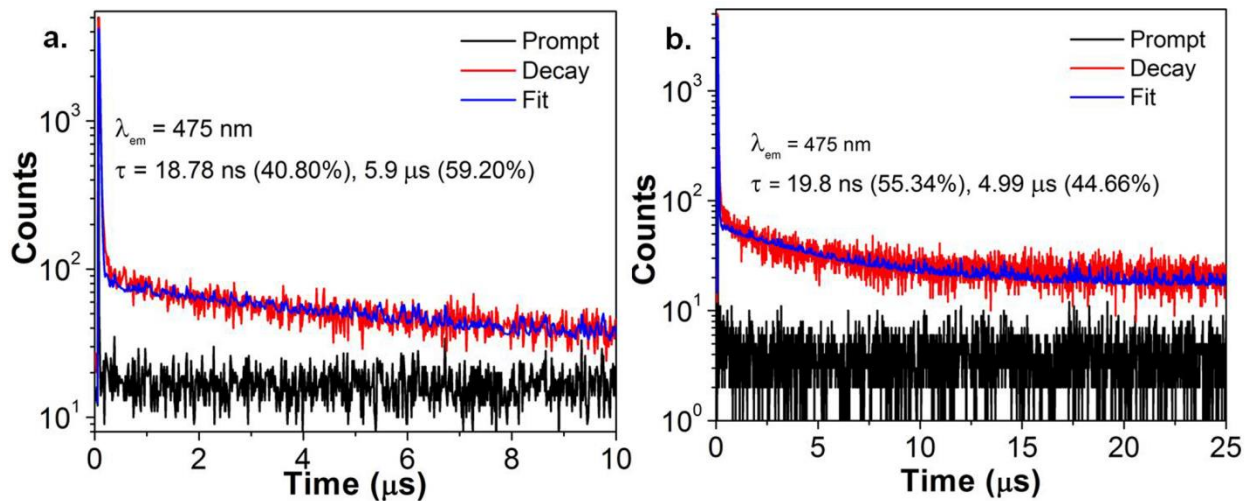 a.
Prompt
Decay
Fit
λem = 475 nm
τ = 18.78 ns (40.80%), 5.9 μs (59.20%)
Counts
10³
10²
10¹
0
2
4
6
8
10
Time (μs)
b.
Prompt
Decay
Fit
λem = 475 nm
τ = 19.8 ns (55.34%), 4.99 μs (44.66%)
Counts
10³
10²
10¹
10⁰
0
5
10
15
20
25
Time (μs)